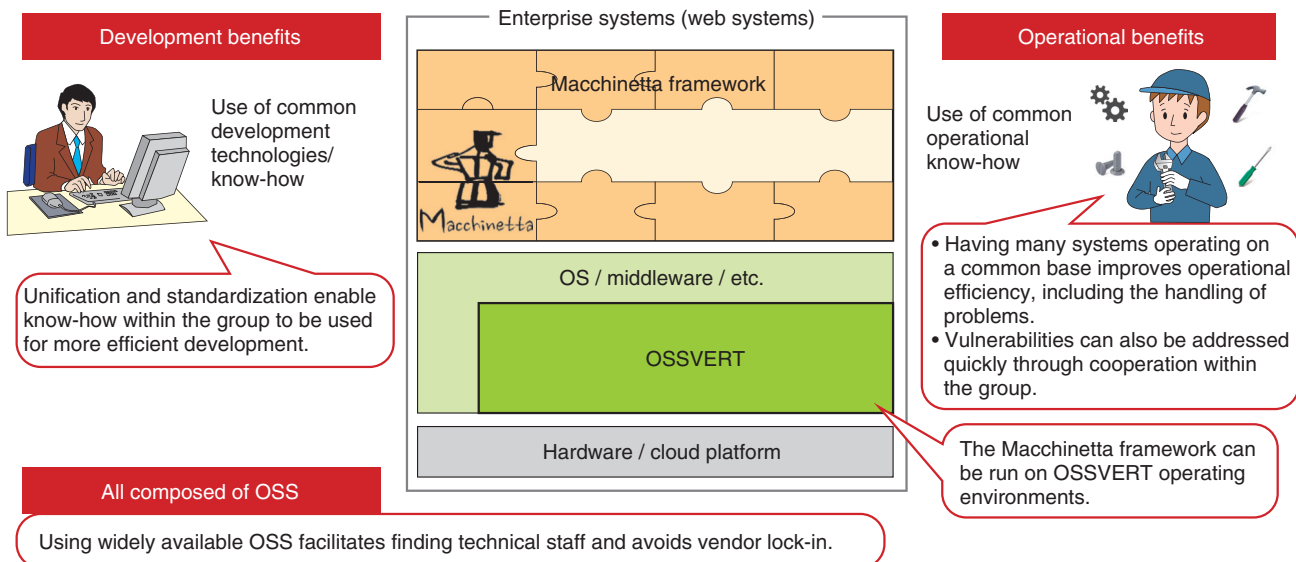 Development benefits
Use of common
development
technologies/
know-how
Unification and standardization enable
know-how within the group to be used
for more efficient development.
Enterprise systems (web systems)
Macchinetta framework
Macchinetta
OS / middleware / etc.
OSSVERT
Hardware / cloud platform
Operational benefits
Use of common
operational
know-how
• Having many systems operating on
a common base improves operational
efficiency, including the handling of
problems.
• Vulnerabilities can also be addressed
quickly through cooperation within
the group.
The Macchinetta framework can
be run on OSSVERT operating
environments.
All composed of OSS
Using widely available OSS facilitates finding technical staff and avoids vendor lock-in.